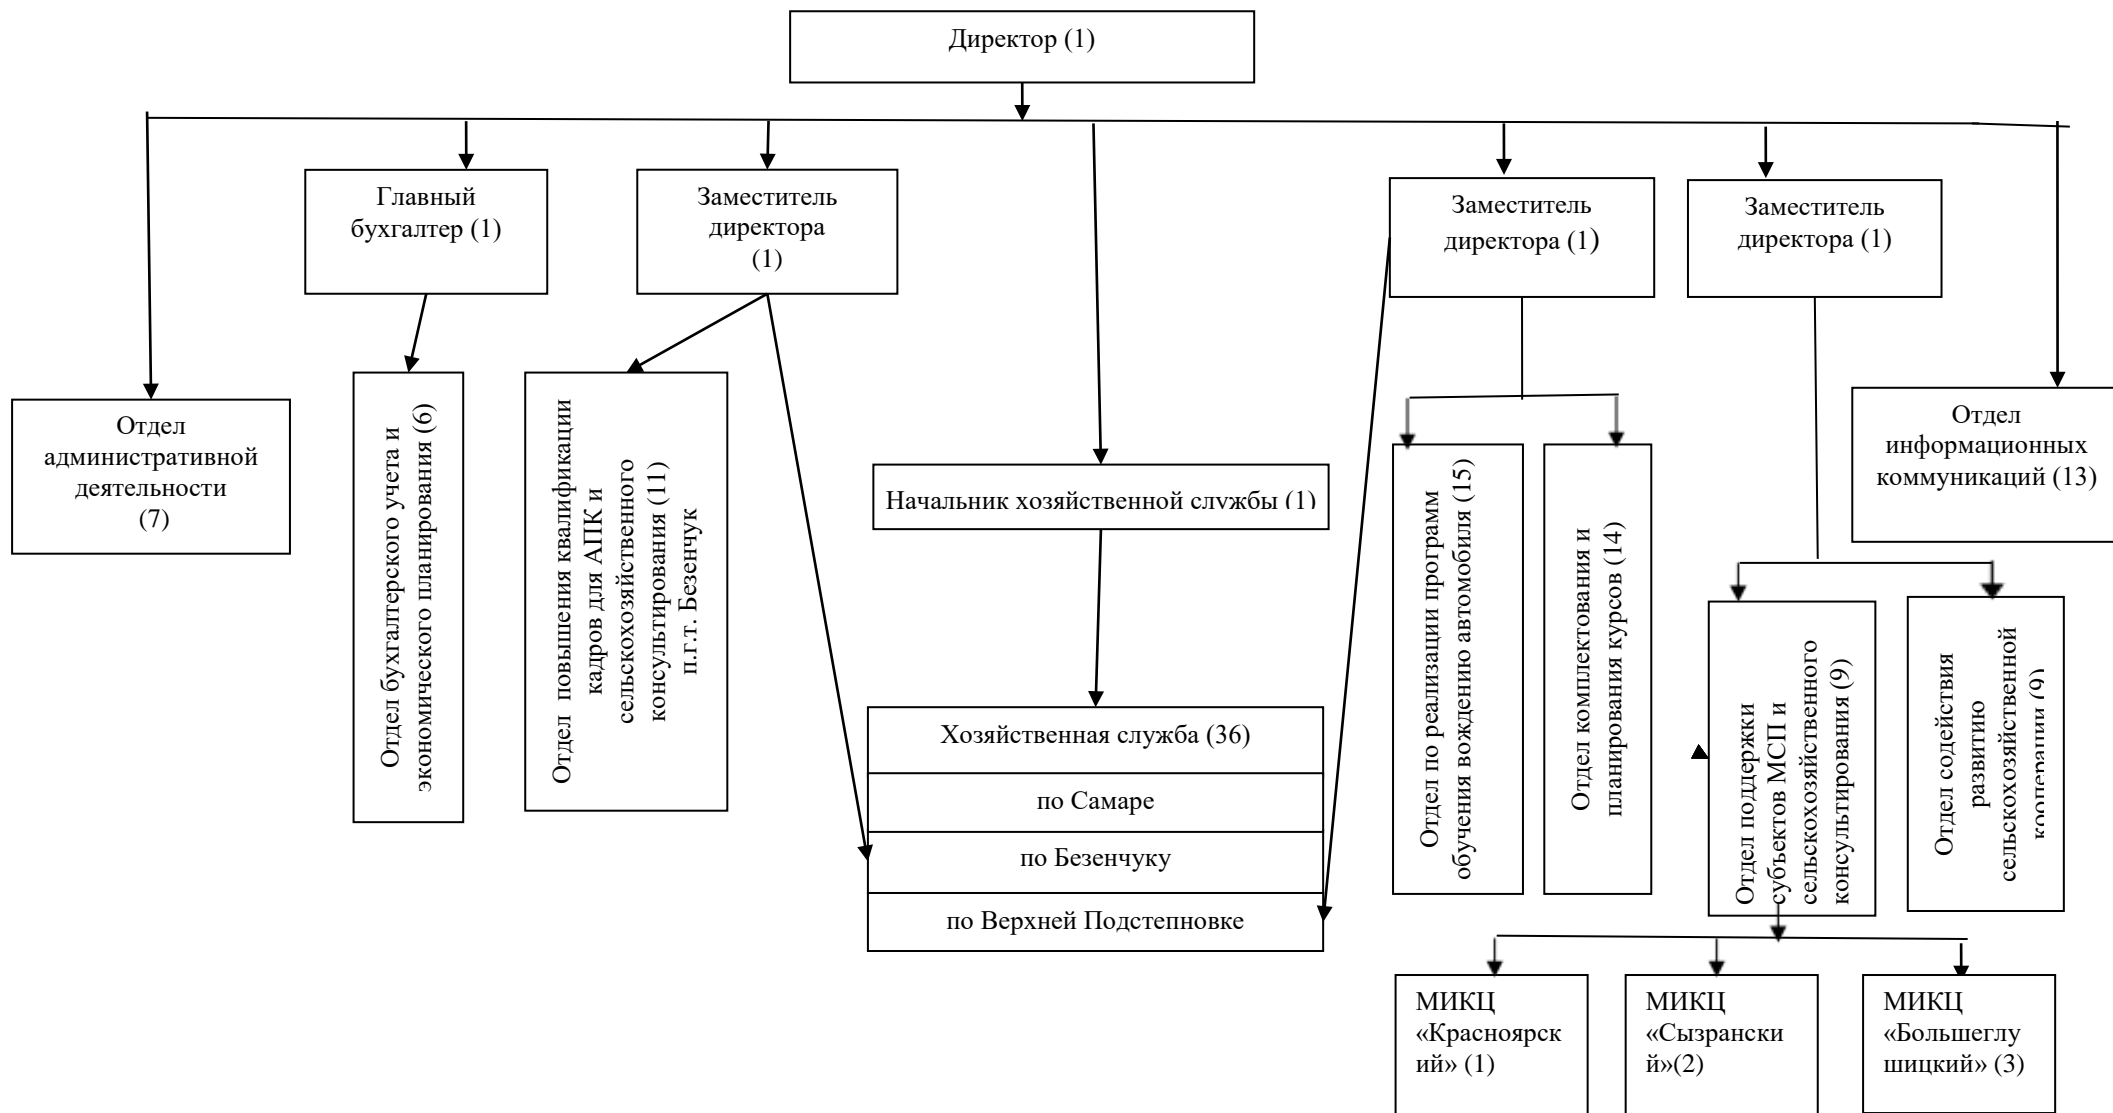 Директор (1)
Главный
бухгалтер (1)
Заместитель
директора
(1)
Заместитель
директора (1)
Заместитель
директора (1)
Отдел
административной
деятельности
(7)
Отдел бухгалтерского учета и
экономического планирования (6)
Отдел повышения квалификации
кадров для АПК и
сельскохозяйственного
консультирования (11)
п.г.т. Безенчук
Начальник хозяйственной службы (1)
Отдел по реализации программ
обучения вождению автомобиля (15)
Отдел комплектования и
планирования курсов (14)
Отдел
информационных
коммуникаций (13)
Отдел поддержки
субъектов МСП и
сельскохозяйственного
консультирования (9)
Отдел содействия
развитию
сельскохозяйственной
кооперации (9)
Хозяйственная служба (36)
по Самаре
по Безенчуку
по Верхней Подстепновке
МИКЦ
«Красноярск
ий» (1)
МИКЦ
«Сызрански
й»(2)
МИКЦ
«Большеглу
шицкий» (3)